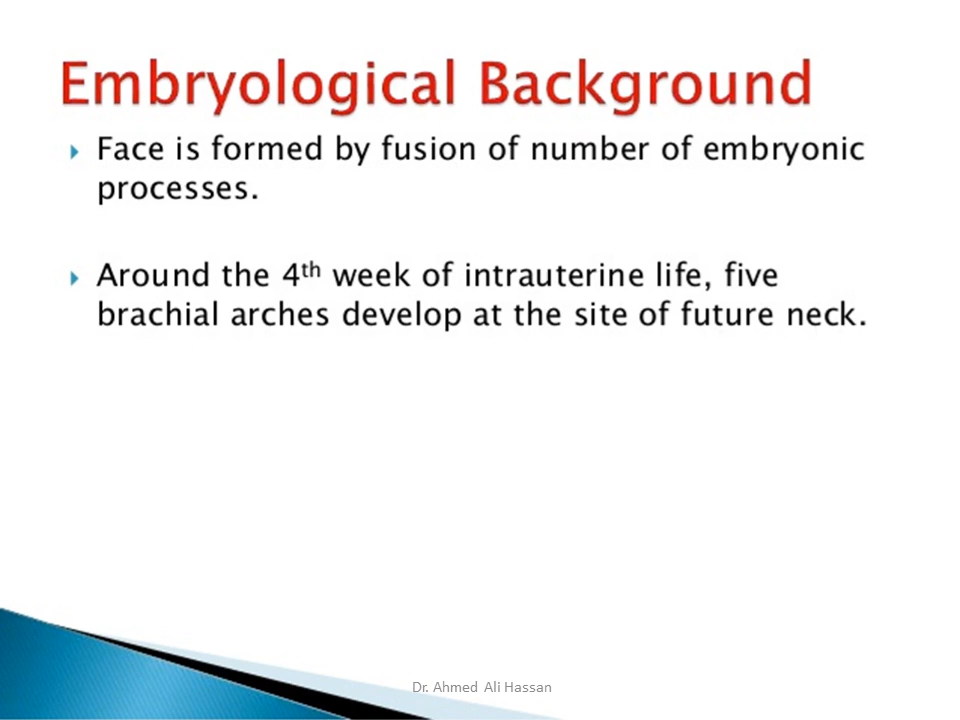 Embryological Background
Face is formed by fusion of number of embryonic
processes.
Around the 4th week of intrauterine life, five
brachial arches develop at the site of future neck.
Dr. Ahmed Ali Hassan